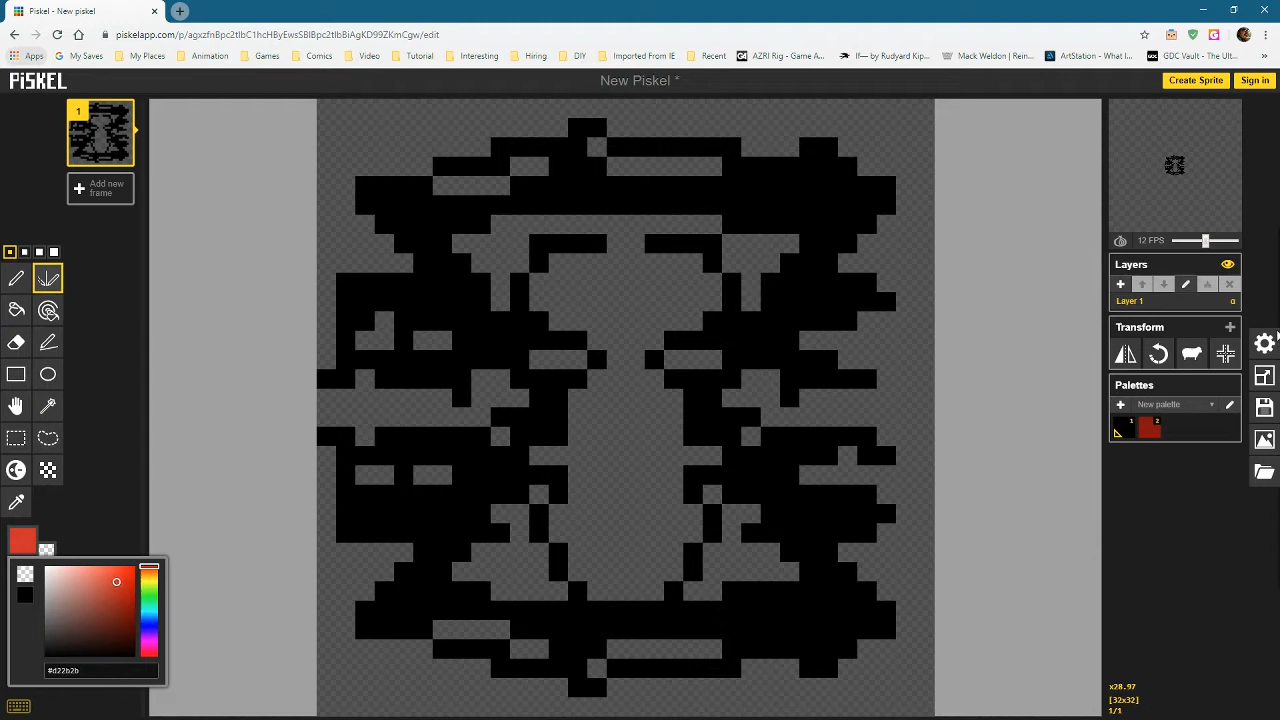 Piskel - New piskel
piskelapp.com/p/agxzfnBpc2tlbC1hcHByEwsSBlBpc2tlbBiAgKD99ZKmCgw/edit
Apps My Saves My Places Animation Games Comics Video Tutorial Interesting Hiring DIY Imported From IE Recent AZRI Rig - Game A... If— by Rudyard Kip... Mack Weldon | Rein... ArtStation - What I... GDC Vault - The Ult...
PiSKEL
New Piskel *
Create Sprite
Sign in
1
Add new
frame
12 FPS
Layers
Layer 1
α
Transform
Palettes
New palette
1
2
#d22b2b
x28.97
[32x32]
1/1